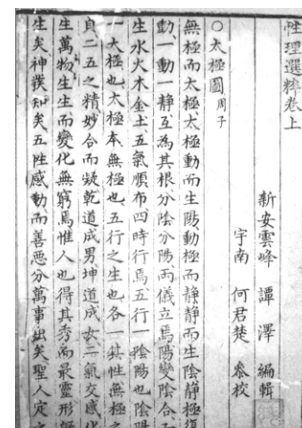 性理選粹卷上
新安雲峰 譚 澤 編輯
宇南 何君楚 叅校
○太極圖周子
無極而太極太極動而生陽動極而靜靜而生陰靜極復
動一動一靜互為其根分陰分陽兩儀立焉陽變陰合而
生水火木金土五氣順布四時行焉五行一陰陽也陰陽
一太極也太極本無極也五行之生也各一其性無極之
真二五之精妙合而凝乾道成男坤道成女二氣交感化
生萬物生生而變化無窮焉惟人也得其秀而最靈形
生矣神發知矣五性感動而善惡分萬事出矣聖人定之